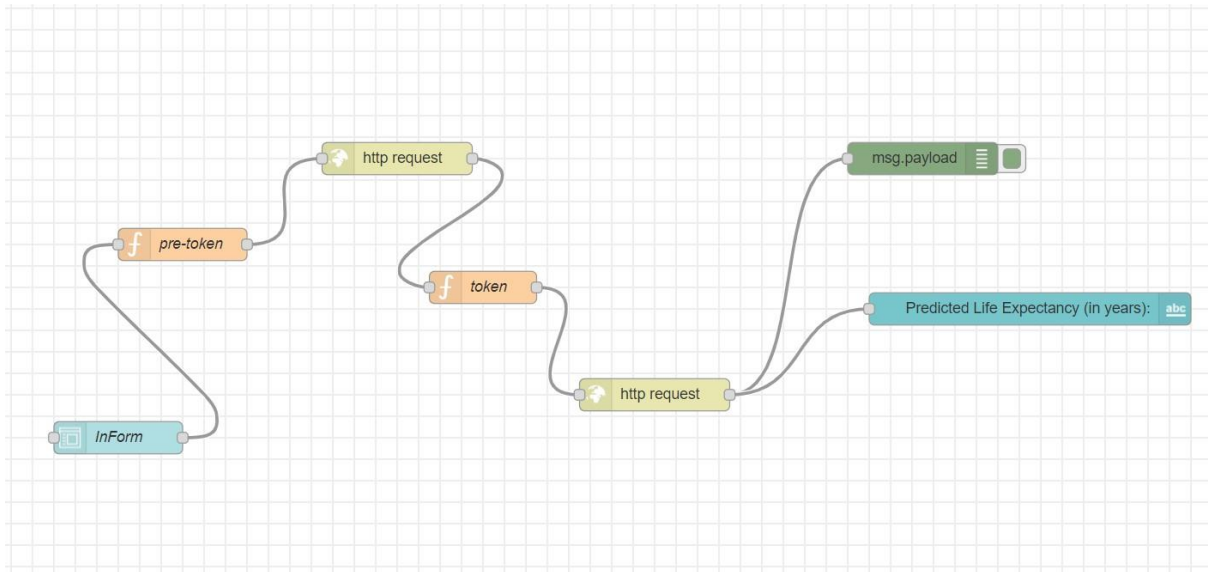 http request
msg.payload
pre-token
token
Predicted Life Expectancy (in years):
abc
http request
InForm